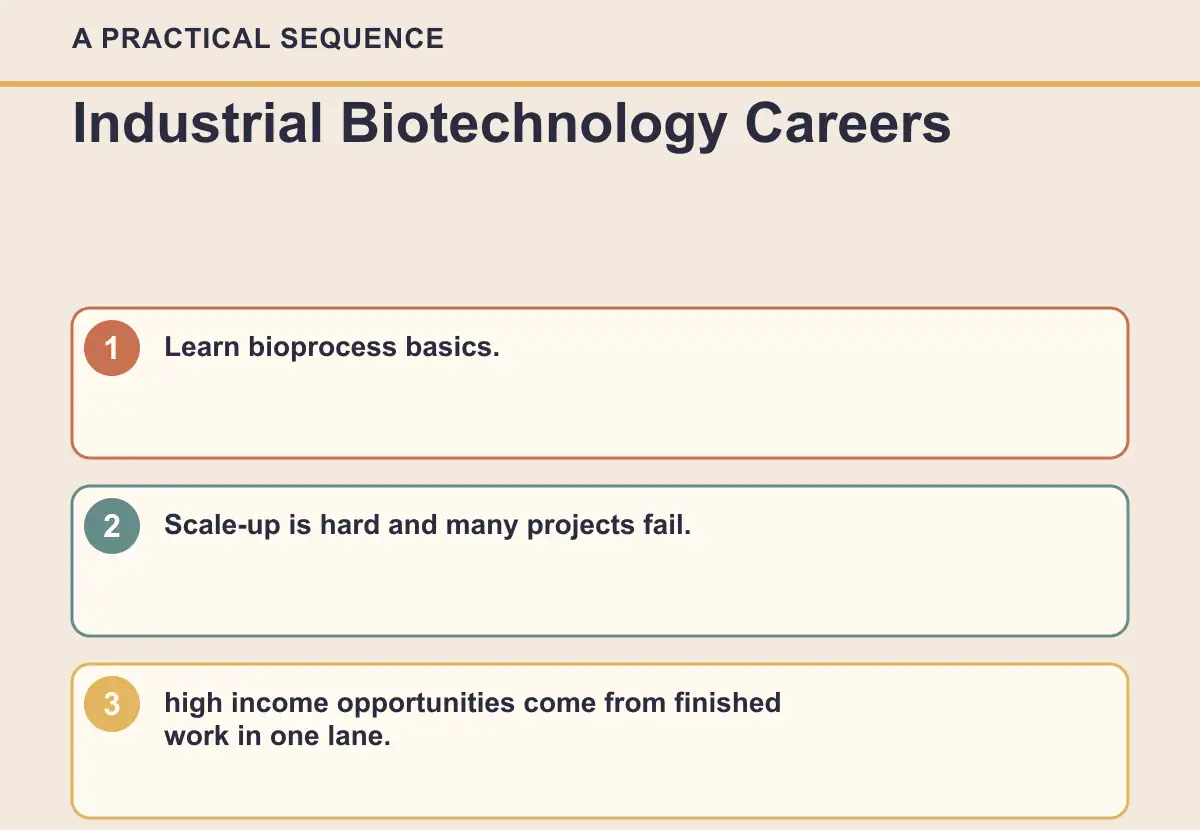 A PRACTICAL SEQUENCE
Industrial Biotechnology Careers
1
Learn bioprocess basics.
2
Scale-up is hard and many projects fail.
3
high income opportunities come from finished
work in one lane.